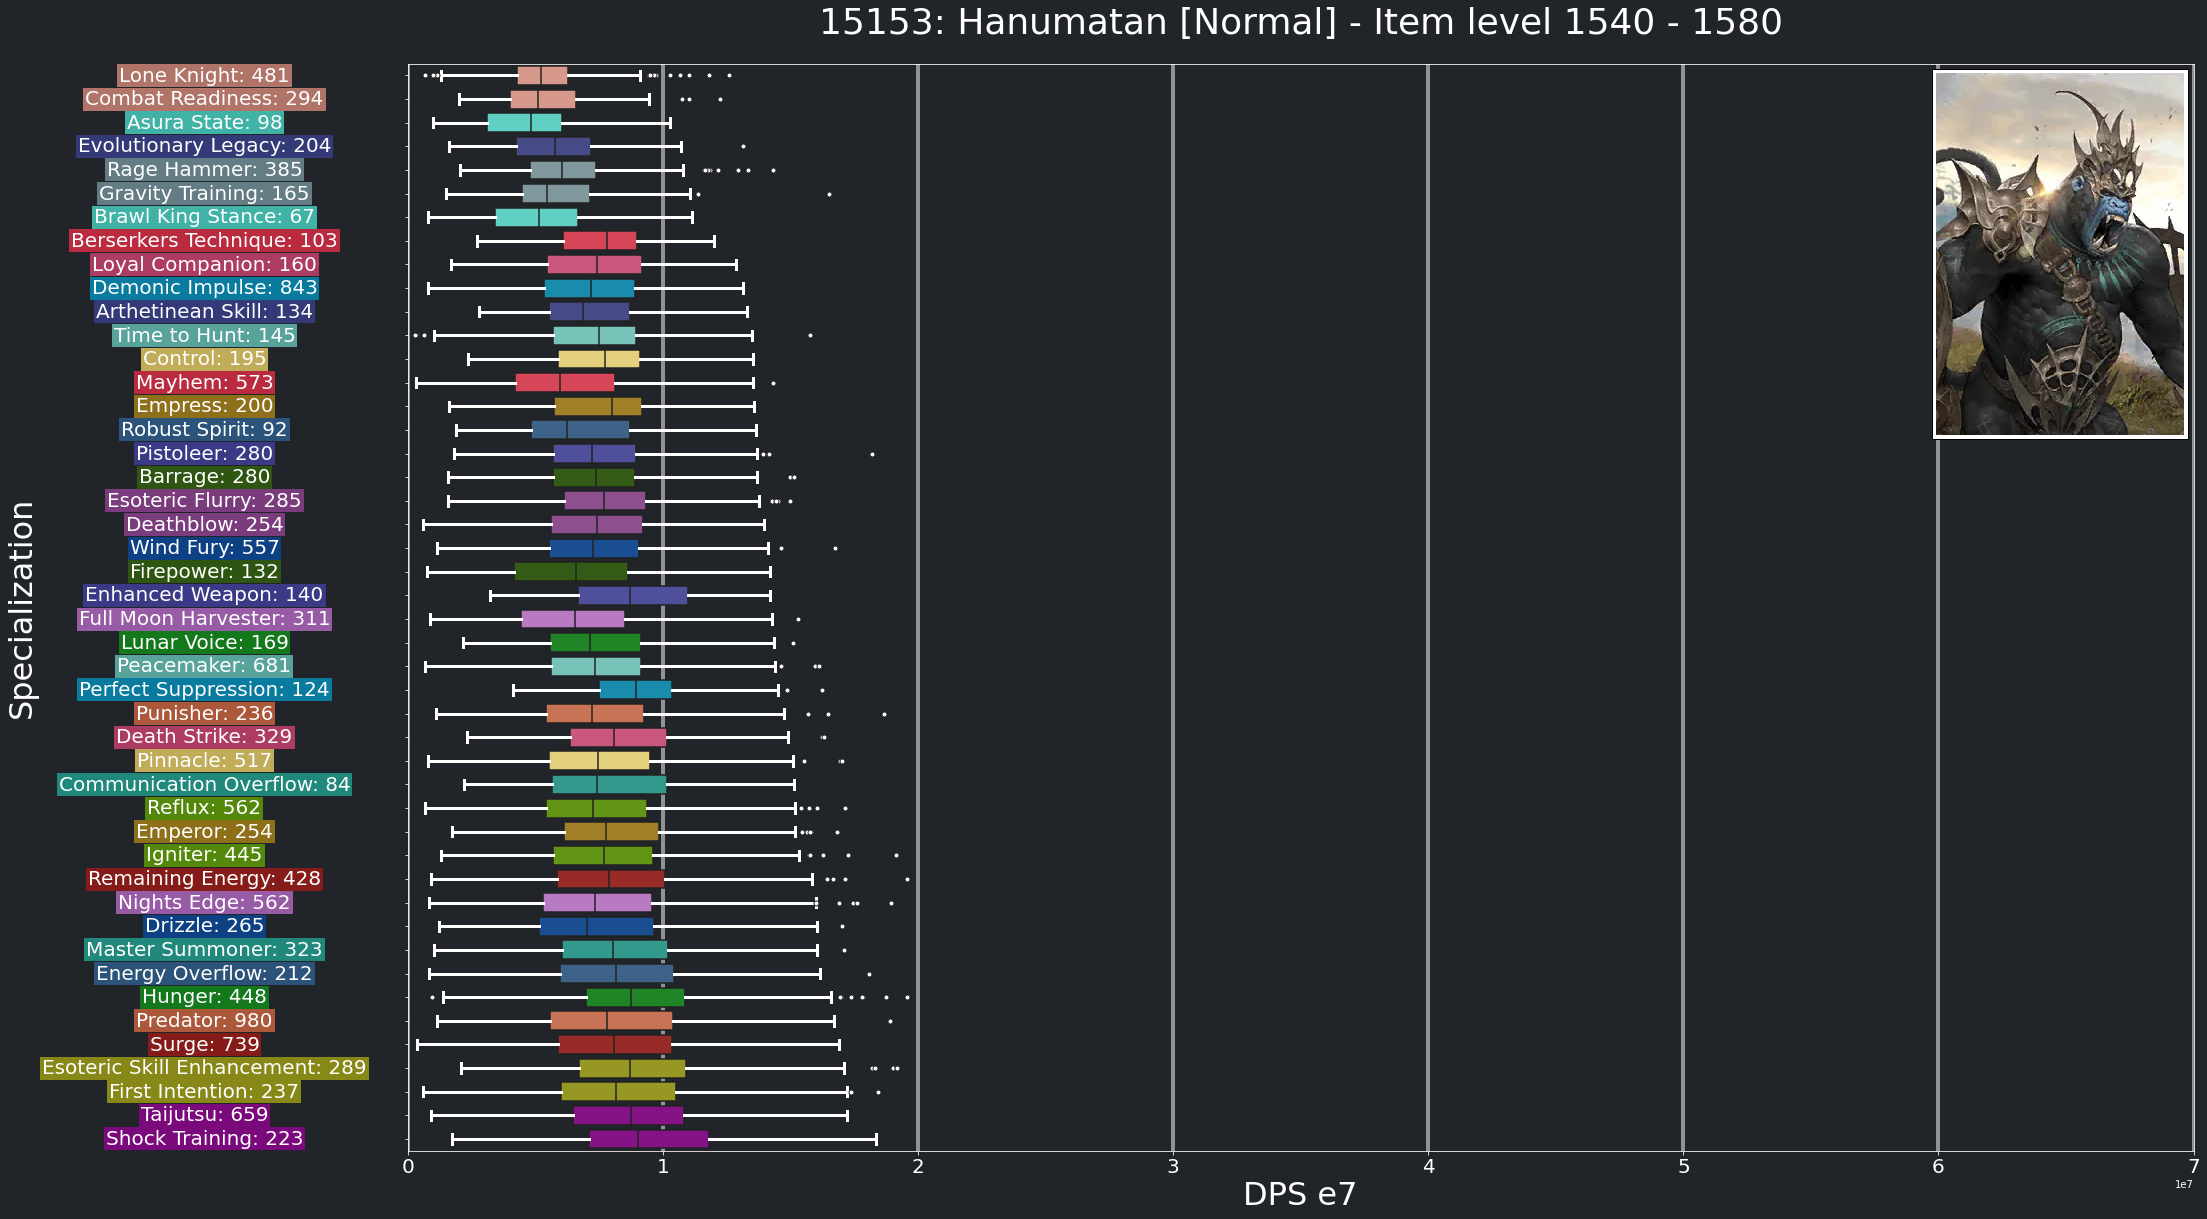 15153: Hanumatan [Normal] - Item level 1540 - 1580
Specialization
Lone Knight: 481
Combat Readiness: 294
Asura State: 98
Evolutionary Legacy: 204
Rage Hammer: 385
Gravity Training: 165
Brawl King Stance: 67
Berserkers Technique: 103
Loyal Companion: 160
Demonic Impulse: 843
Arthetinean Skill: 134
Time to Hunt: 145
Control: 195
Mayhem: 573
Empress: 200
Robust Spirit: 92
Pistoleer: 280
Barrage: 280
Esoteric Flurry: 285
Deathblow: 254
Wind Fury: 557
Firepower: 132
Enhanced Weapon: 140
Full Moon Harvester: 311
Lunar Voice: 169
Peacemaker: 681
Perfect Suppression: 124
Punisher: 236
Death Strike: 329
Pinnacle: 517
Communication Overflow: 84
Reflux: 562
Emperor: 254
Igniter: 445
Remaining Energy: 428
Nights Edge: 562
Drizzle: 265
Master Summoner: 323
Energy Overflow: 212
Hunger: 448
Predator: 980
Surge: 739
Esoteric Skill Enhancement: 289
First Intention: 237
Taijutsu: 659
Shock Training: 223
0 1 2 3 4 5 6 7
1e7
DPS e7